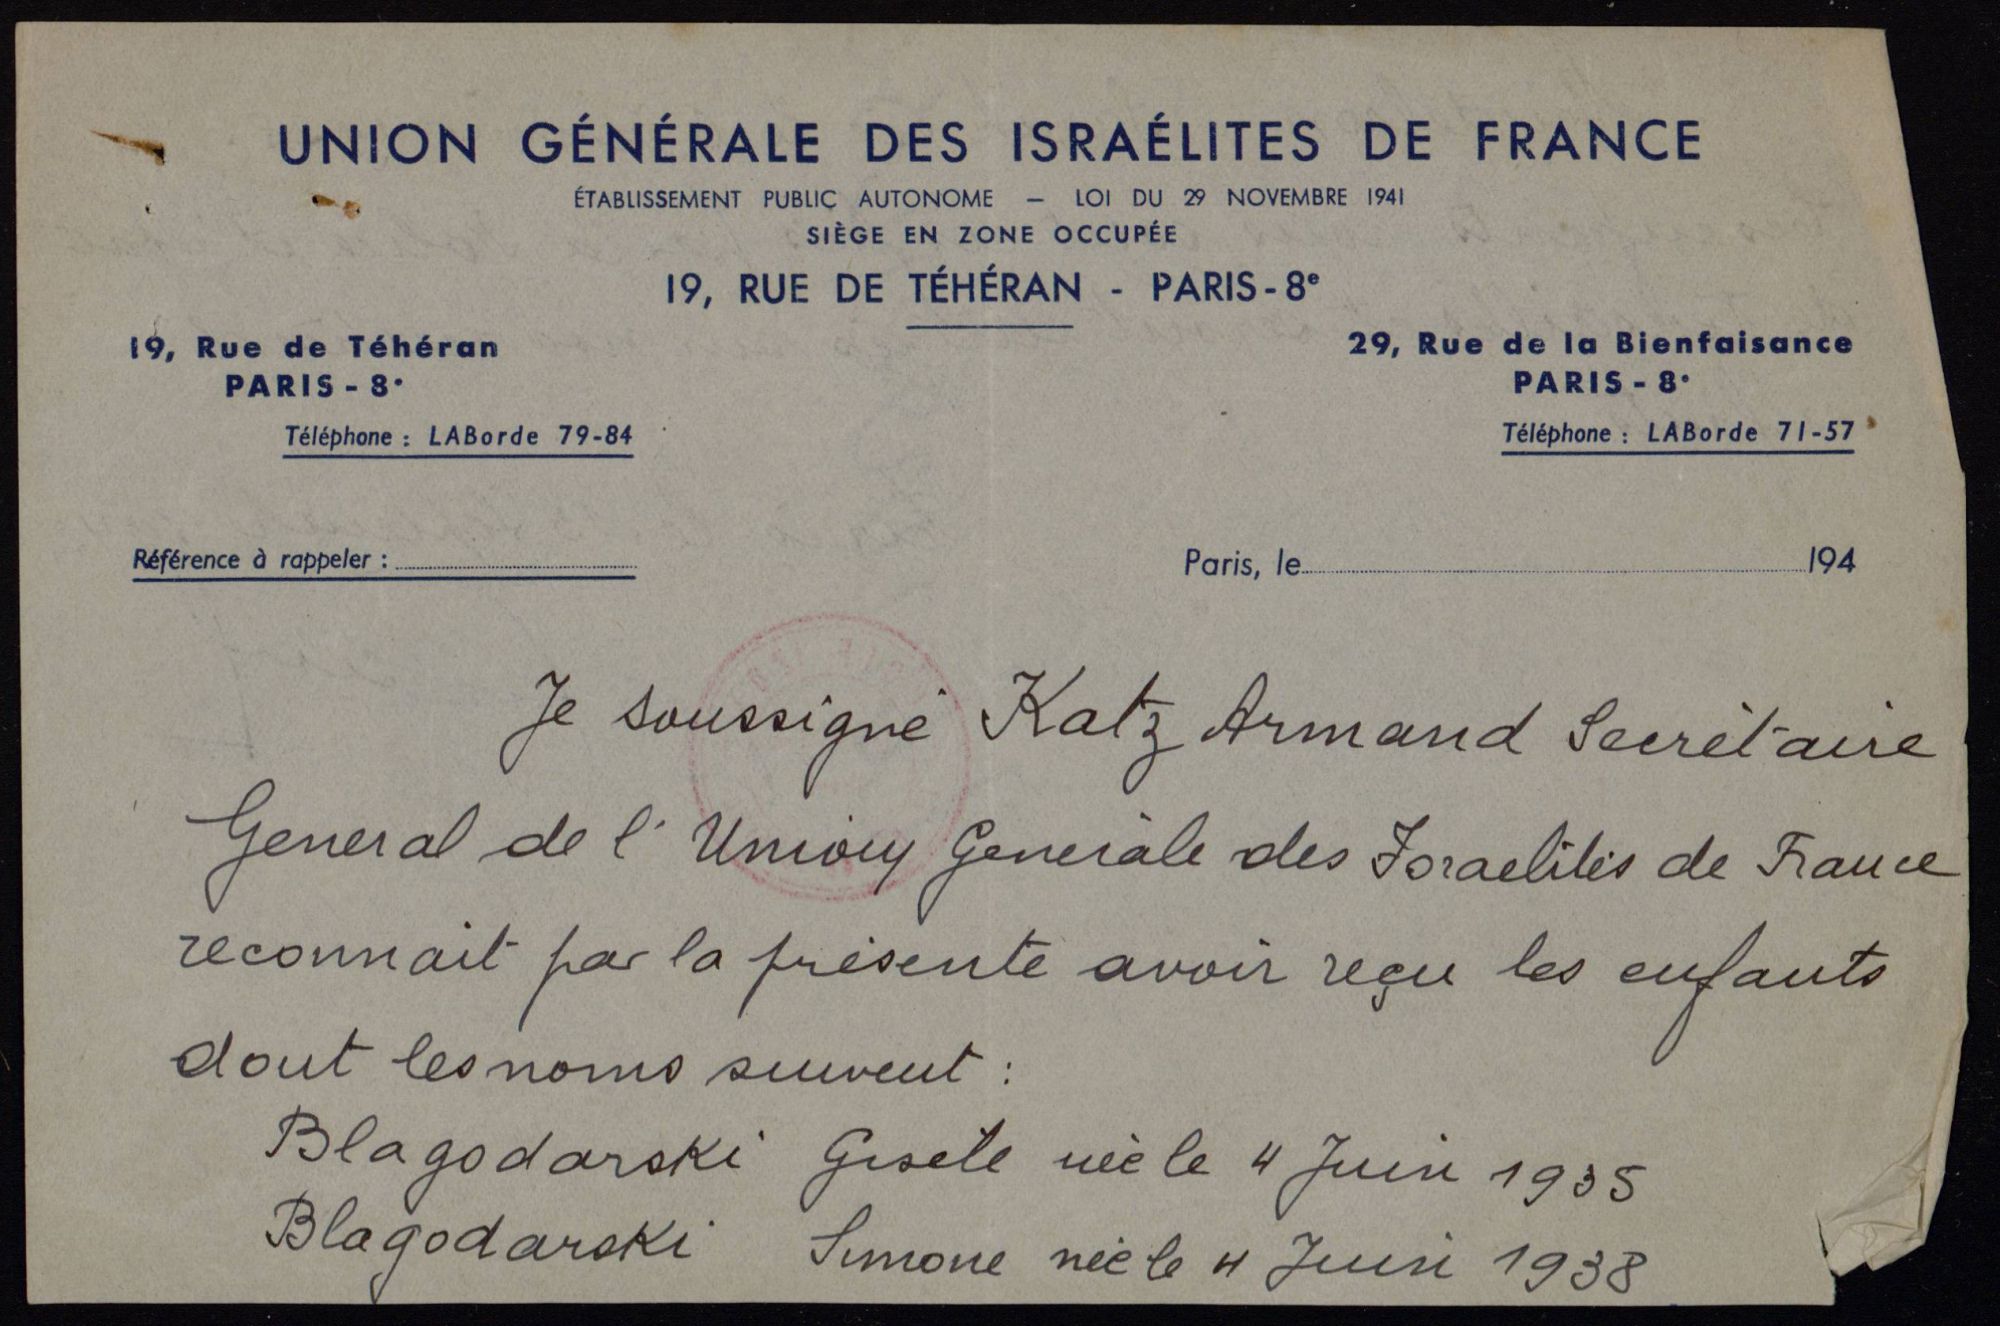 UNION GÉNÉRALE DES ISRAÉLITES DE FRANCE
ÉTABLISSEMENT PUBLIC AUTONOME — LOI DU 29 NOVEMBRE 1941
SIÈGE EN ZONE OCCUPÉE
19, RUE DE TÉHÉRAN - PARIS-8e
19, Rue de Téhéran
PARIS - 8e
Téléphone : LABorde 79-84
29, Rue de la Bienfaisance
PARIS - 8e
Téléphone : LABorde 71-57
Référence à rappeler :
Paris, le 194
Je soussigné Katz Armand Secrétaire
General de l'Union Generale des Israelites de France
reconnait par la présente avoir reçu les enfants
dont les noms suivent :
Blagodarski Gisele née le 4 Juin 1935
Blagodarski Simone née le 4 Juin 1938